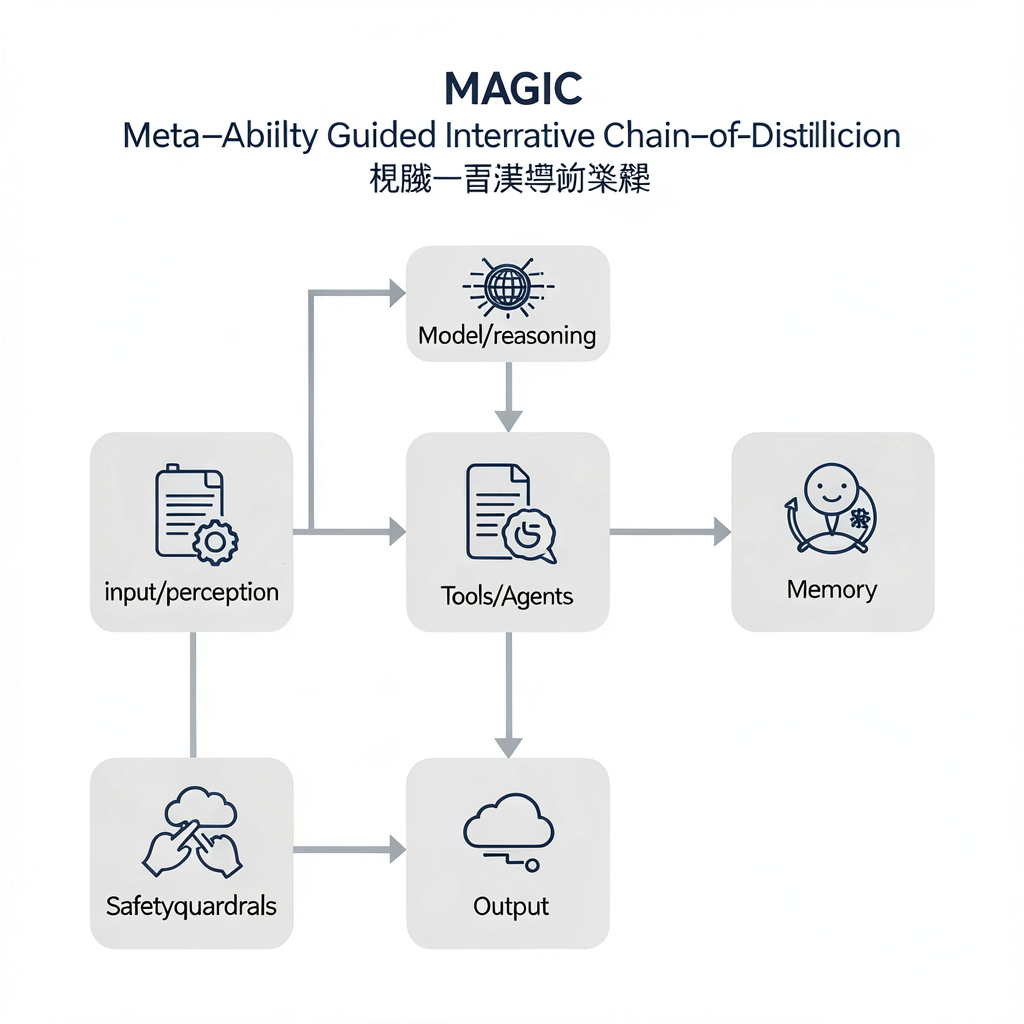 MAGIC
Meta–Abiilty Guided Interrative Chain–of–Distillicion
Model/reasoning
input/perception
Tools/Agents
Memory
Safetyquardrals
Output